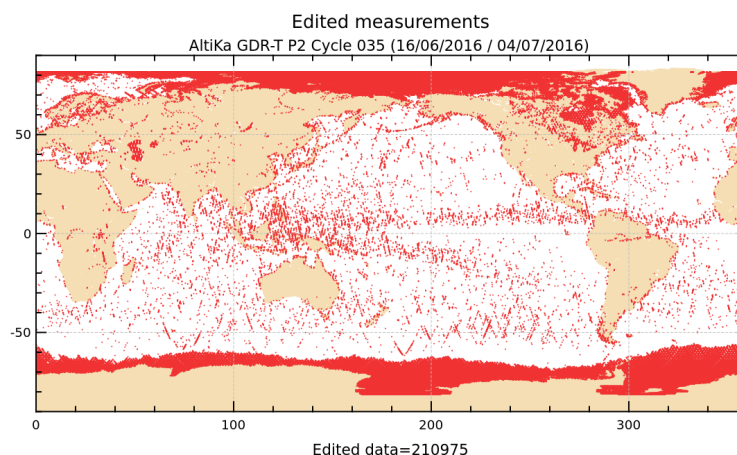 Edited measurements
AltiKa GDR-T P2 Cycle 035 (16/06/2016 / 04/07/2016)
50
0
-50
0 100 200 300
Edited data=210975